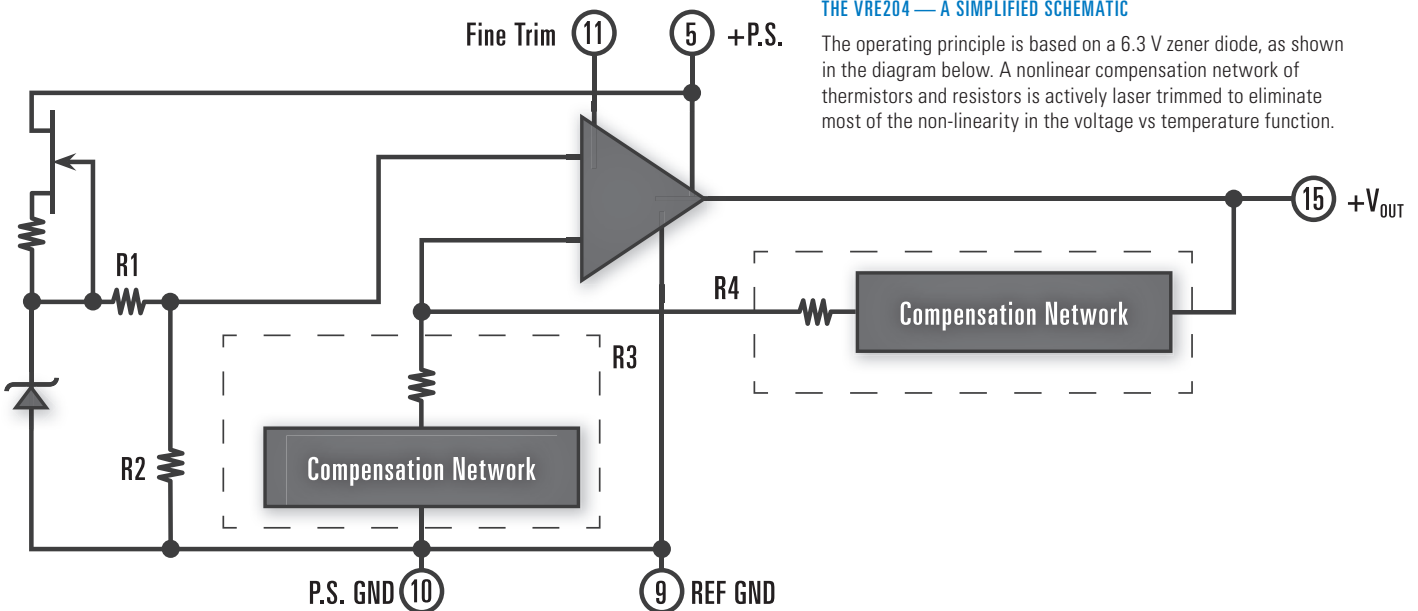 THE VRE204 — A SIMPLIFIED SCHEMATIC
The operating principle is based on a 6.3 V zener diode, as shown
in the diagram below. A nonlinear compensation network of
thermistors and resistors is actively laser trimmed to eliminate
most of the non-linearity in the voltage vs temperature function.
Fine Trim 11
5 +P.S.
15 +VOUT
R1
R4
Compensation Network
R3
R2
Compensation Network
P.S. GND 10
9 REF GND